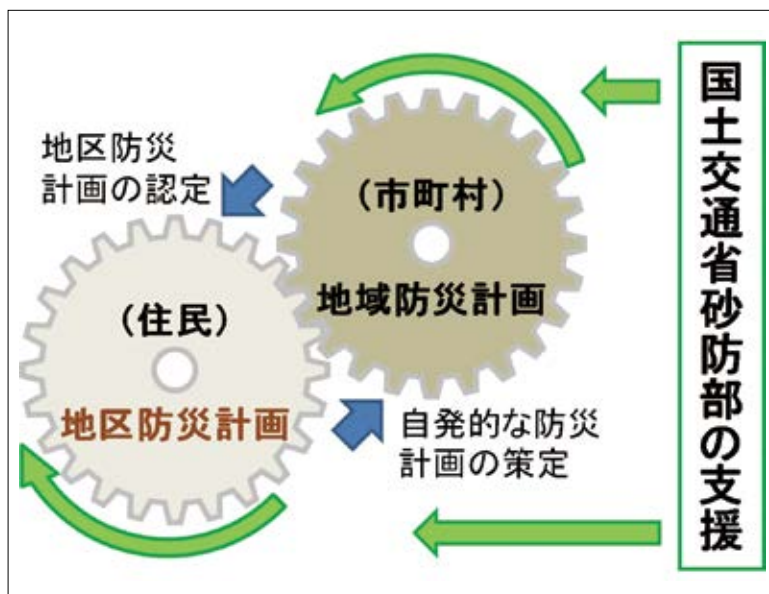 地区防災
計画の認定
（市町村）
地域防災計画
（住民）
地区防災計画
自発的な防災
計画の策定
国土交通省砂防部の支援